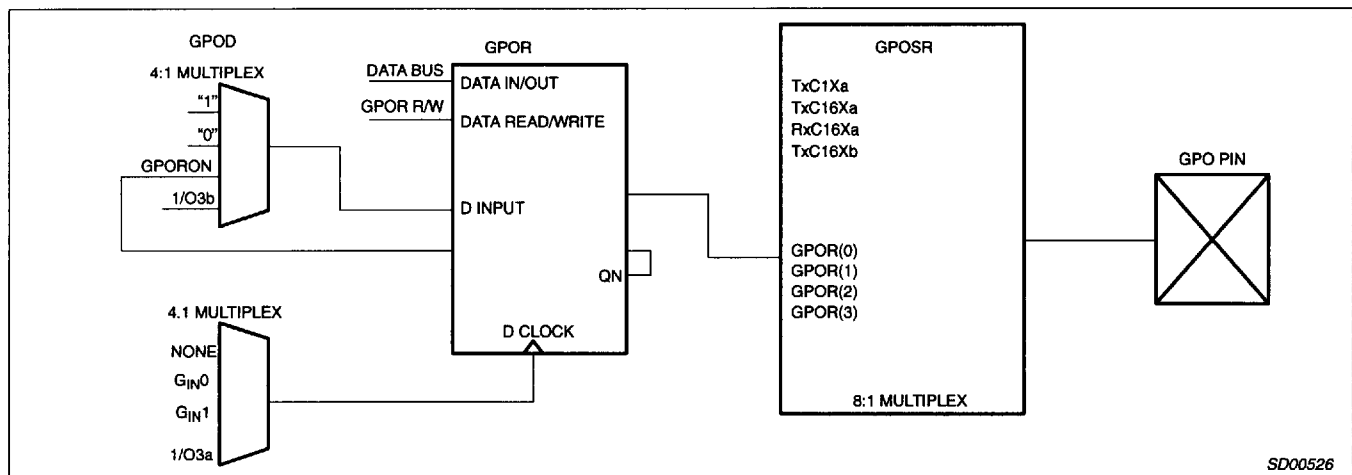 GPOD
4:1 MULTIPLEX
"1"
"0"
GPORON
1/O3b
4.1 MULTIPLEX
NONE
GIN0
GIN1
1/O3a
GPOR
DATA BUS
DATA IN/OUT
GPOR R/W
DATA READ/WRITE
D INPUT
QN
D CLOCK
GPOSR
TxC1Xa
TxC16Xa
RxC16Xa
TxC16Xb
GPOR(0)
GPOR(1)
GPOR(2)
GPOR(3)
8:1 MULTIPLEX
GPO PIN
SD00526